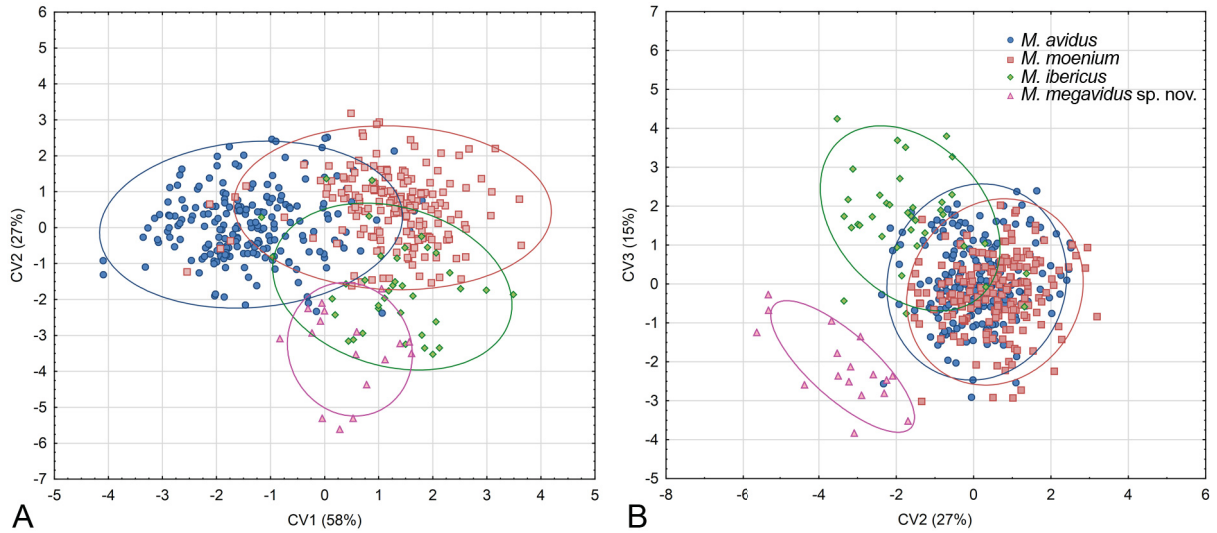 6
5
4
3
2
1
0
-1
-2
-3
-4
-5
-6
-7
CV2 (27%)
-5 -4 -3 -2 -1 0 1 2 3 4 5
CV1 (58%)
A
7
6
5
4
3
2
1
0
-1
-2
-3
-4
-5
CV3 (15%)
M. avidus
M. moenium
M. ibericus
M. megavidus sp. nov.
-8 -6 -4 -2 0 2 4 6
CV2 (27%)
B